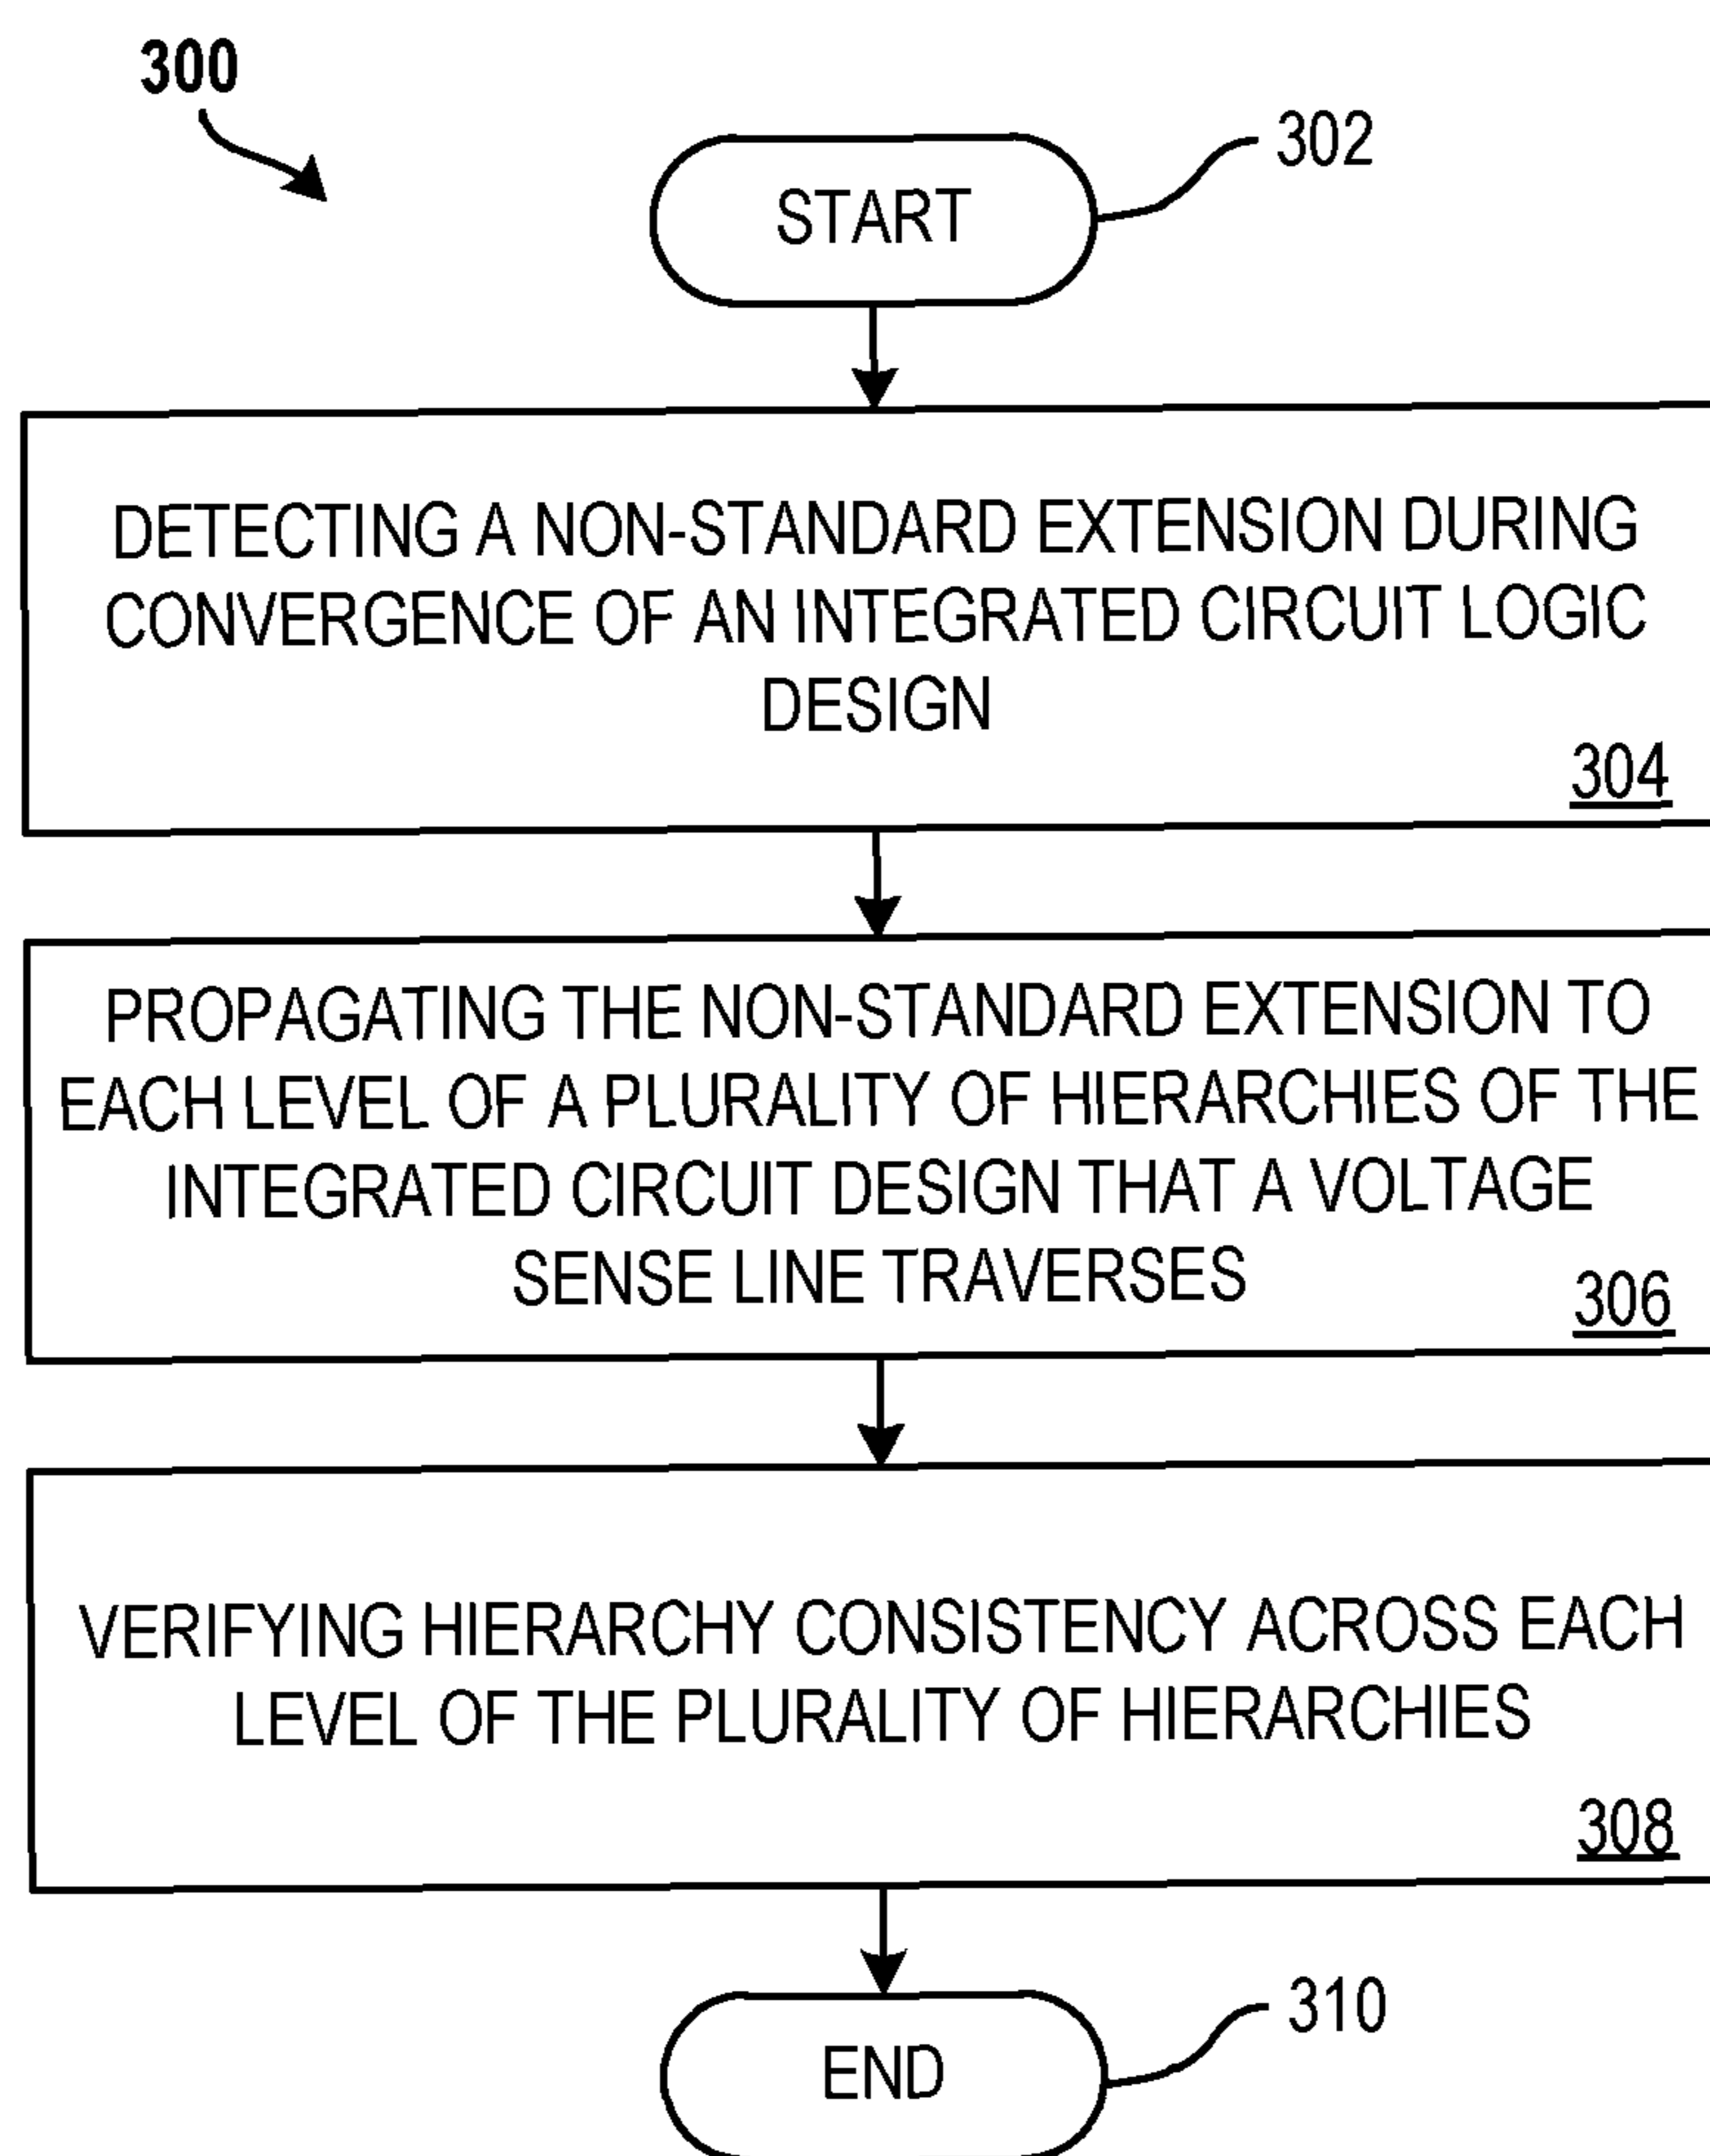 300
302
START
DETECTING A NON-STANDARD EXTENSION DURING
CONVERGENCE OF AN INTEGRATED CIRCUIT LOGIC
DESIGN
304
PROPAGATING THE NON-STANDARD EXTENSION TO
EACH LEVEL OF A PLURALITY OF HIERARCHIES OF THE
INTEGRATED CIRCUIT DESIGN THAT A VOLTAGE
SENSE LINE TRAVERSES
306
VERIFYING HIERARCHY CONSISTENCY ACROSS EACH
LEVEL OF THE PLURALITY OF HIERARCHIES
308
310
END